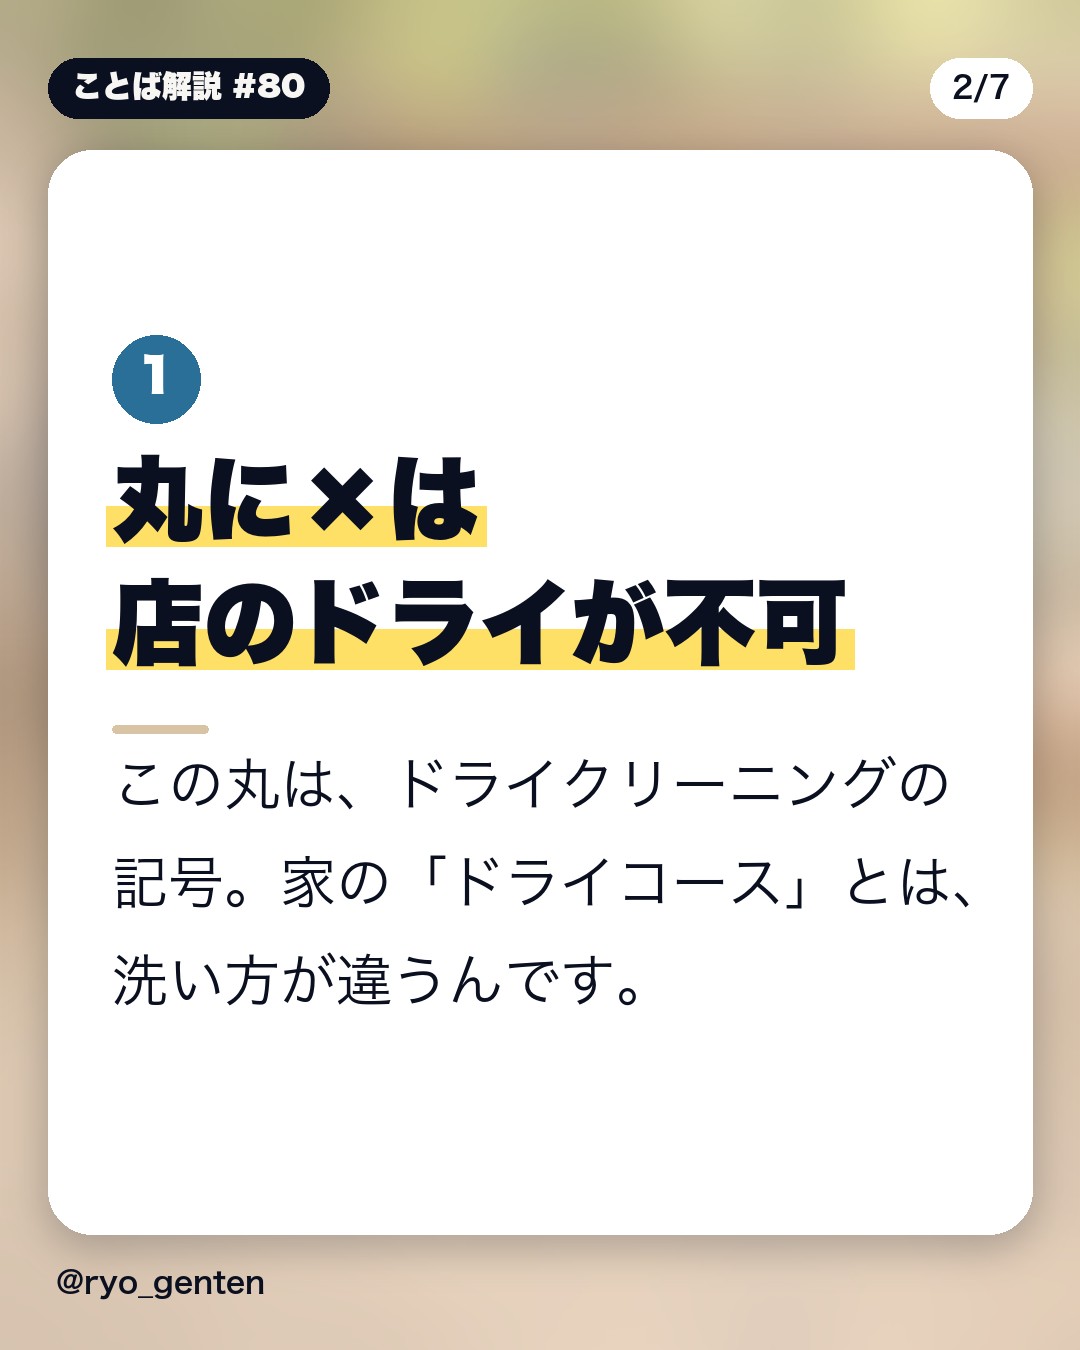 ことば解説 #80
2/7
1
丸に×は
店のドライが不可
この丸は、ドライクリーニングの
記号。家の「ドライコース」とは、
洗い方が違うんです。
@ryo_genten